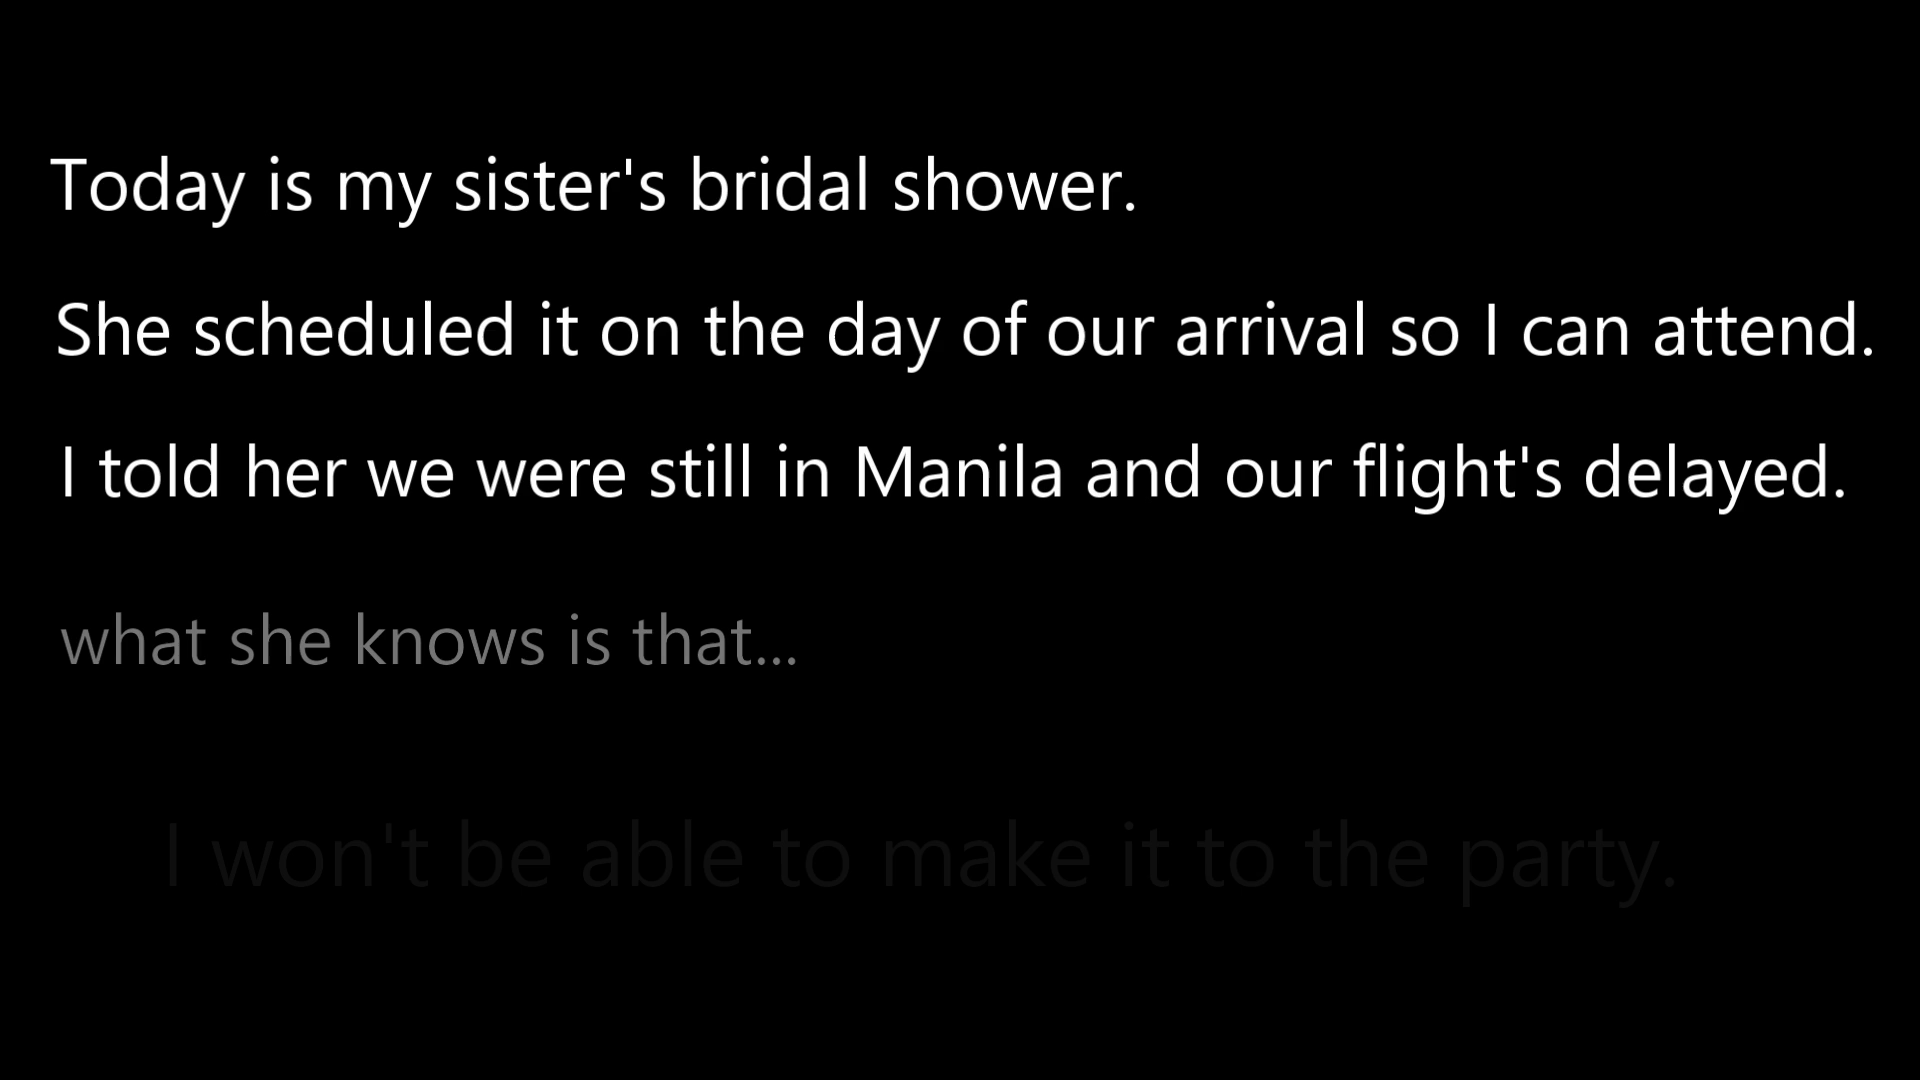 Today is my sister's bridal shower.
She scheduled it on the day of our arrival so I can attend.
I told her we were still in Manila and our flight's delayed.
what she knows is that...
I won't be able to make it to the party.